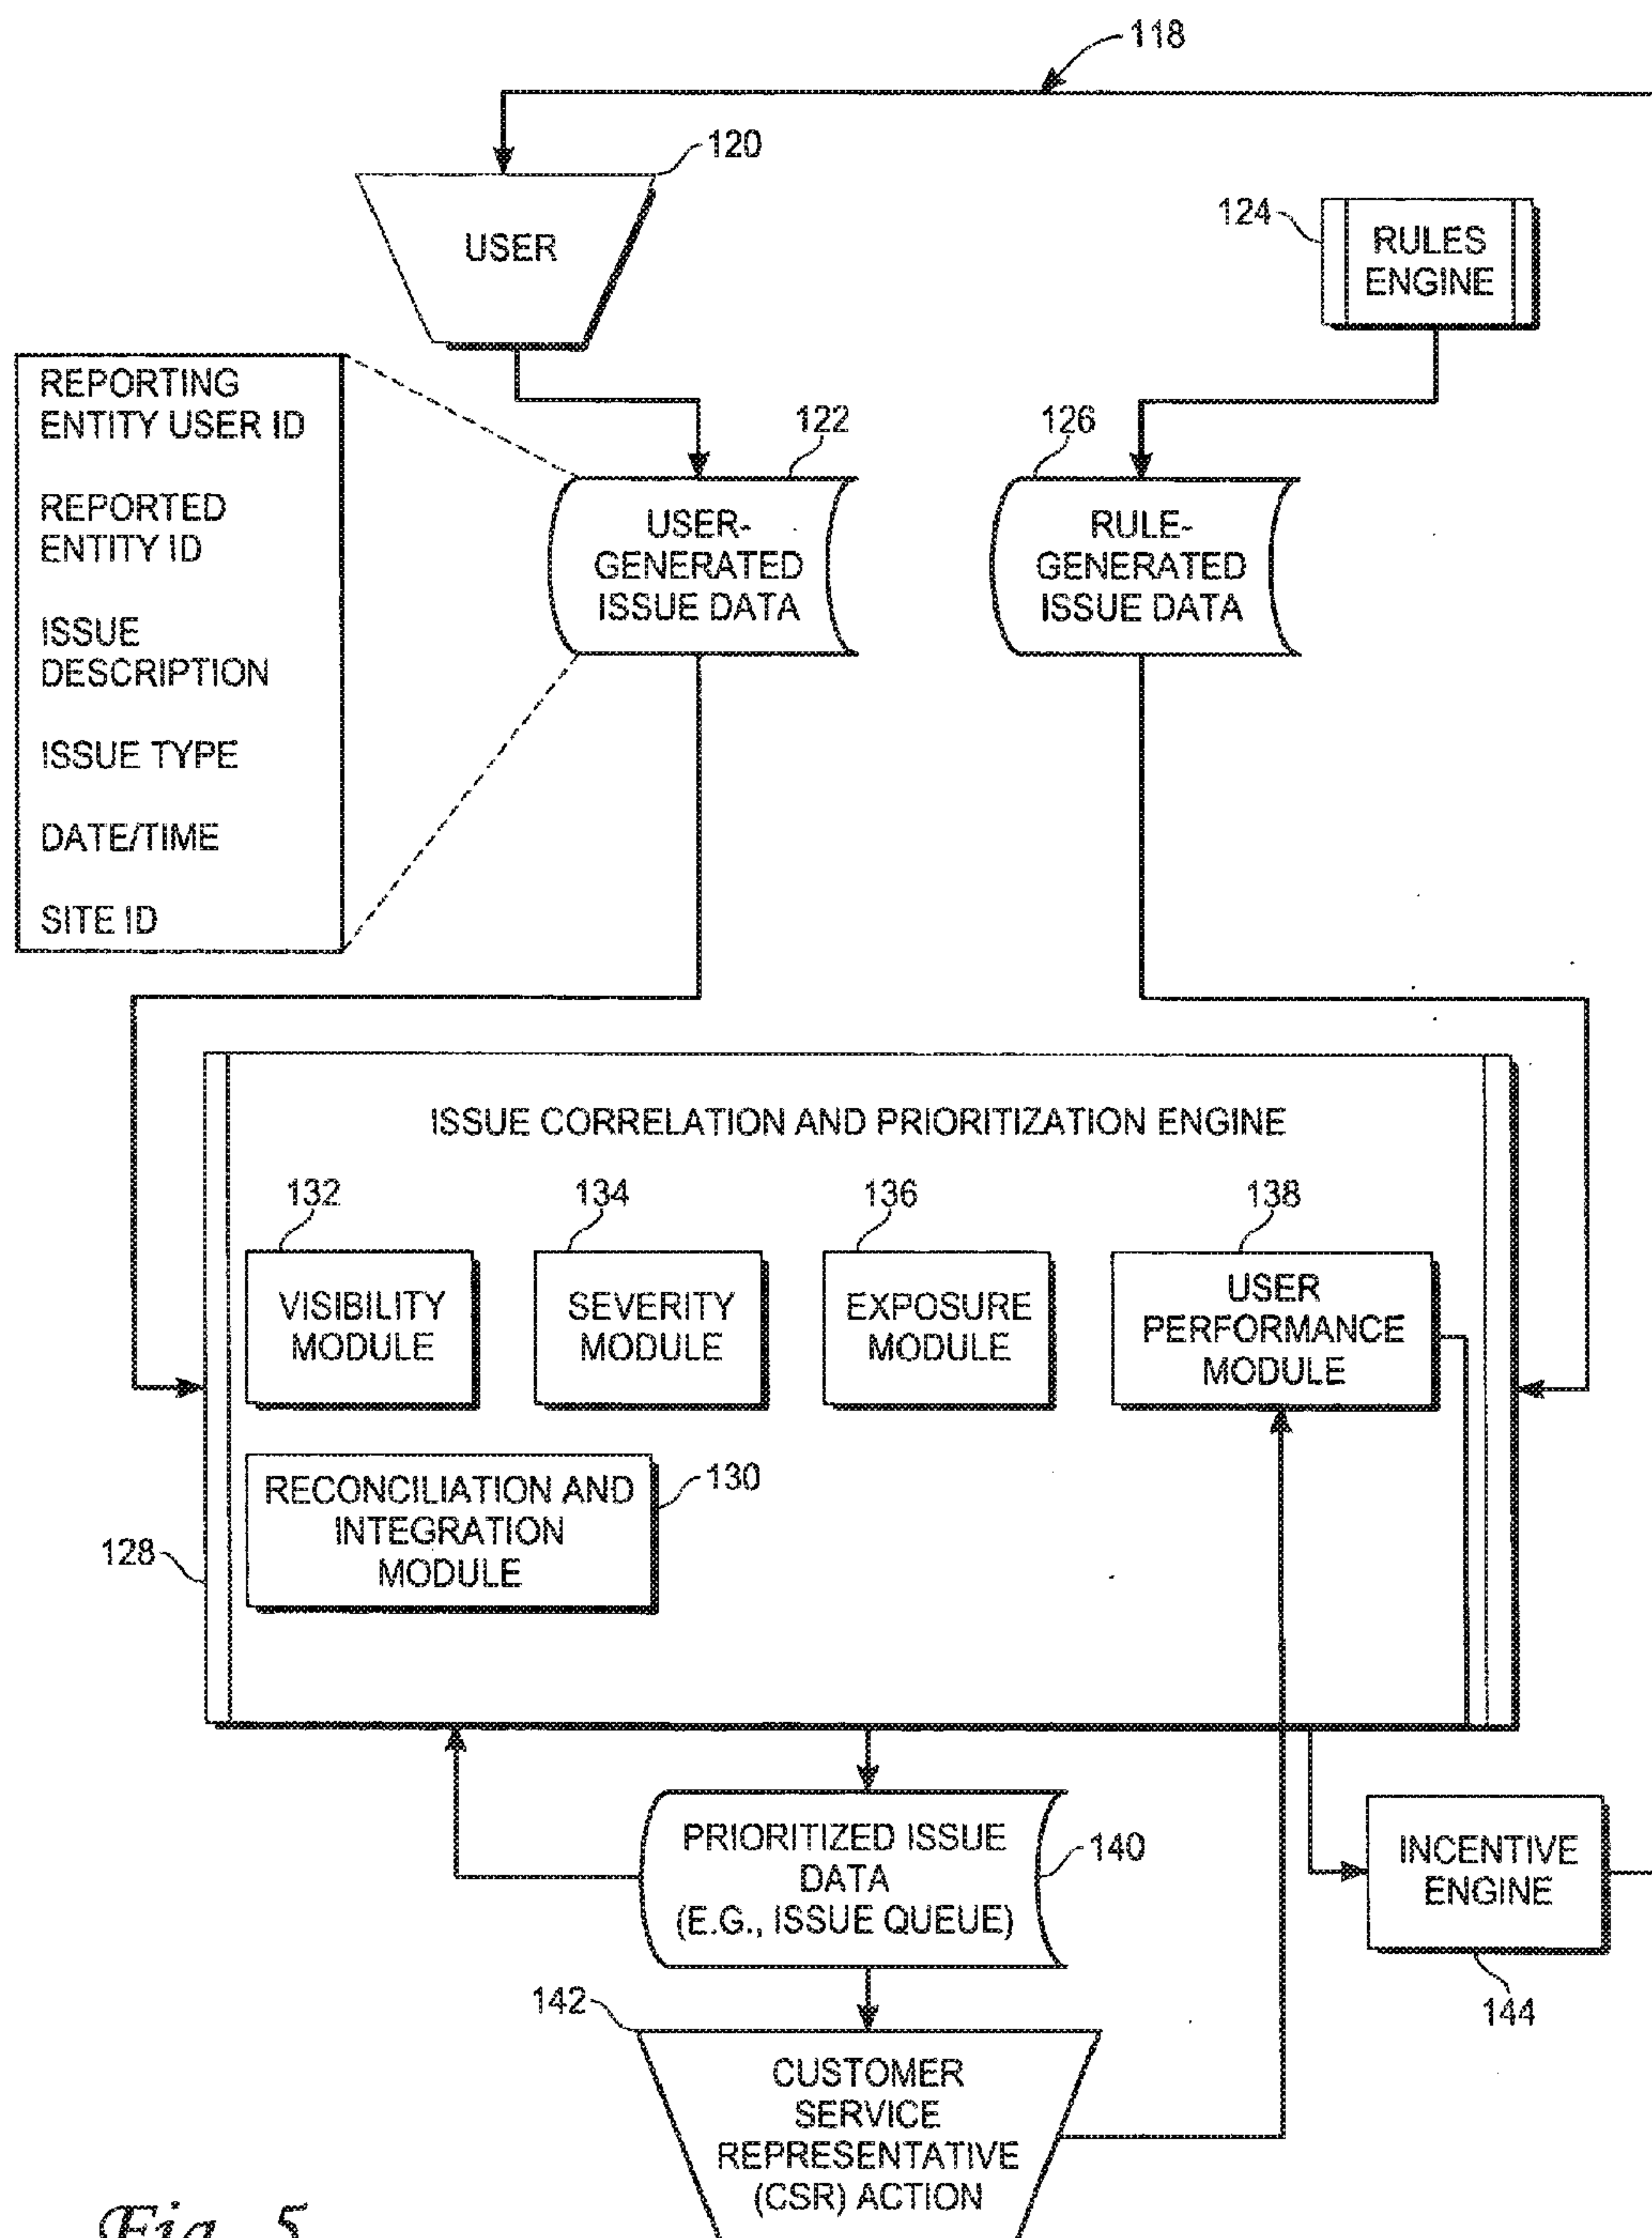 118
120
USER
124
RULES
ENGINE
REPORTING
ENTITY USER ID
REPORTED
ENTITY ID
ISSUE
DESCRIPTION
ISSUE TYPE
DATE/TIME
SITE ID
122
USER-
GENERATED
ISSUE DATA
126
RULE-
GENERATED
ISSUE DATA
ISSUE CORRELATION AND PRIORITIZATION ENGINE
132
VISIBILITY
MODULE
134
SEVERITY
MODULE
136
EXPOSURE
MODULE
138
USER
PERFORMANCE
MODULE
RECONCILIATION AND
INTEGRATION
MODULE
130
128
PRIORITIZED ISSUE
DATA
(E.G., ISSUE QUEUE)
140
INCENTIVE
ENGINE
144
142
CUSTOMER
SERVICE
REPRESENTATIVE
(CSR) ACTION
Fig. 5